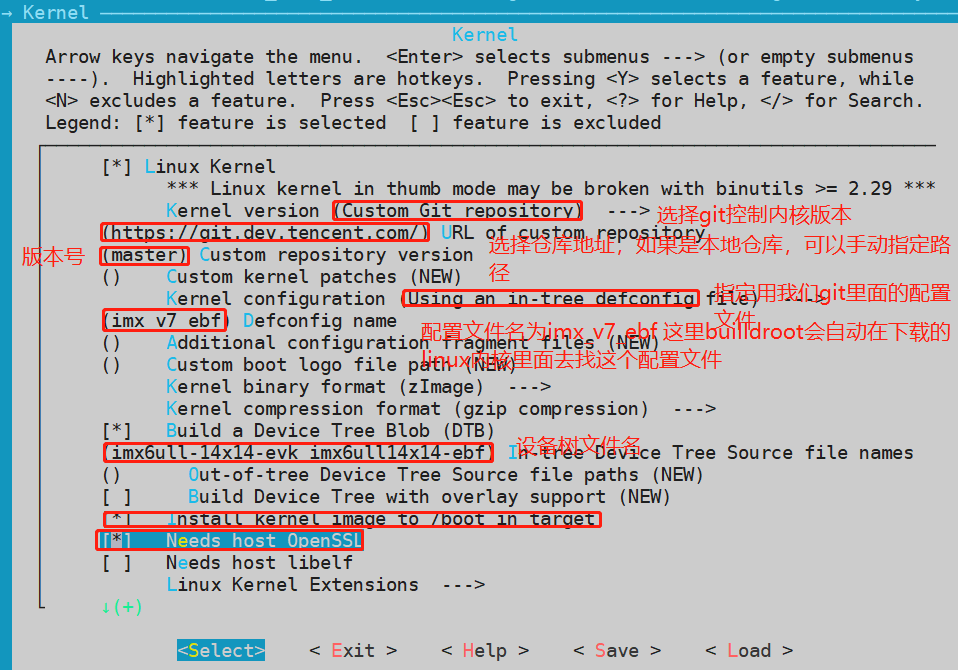 → Kernel
Kernel
Arrow keys navigate the menu. <Enter> selects submenus ---> (or empty submenus
----). Highlighted letters are hotkeys. Pressing <Y> selects a feature, while
<N> excludes a feature. Press <Esc><Esc> to exit, <?> for Help, </> for Search.
Legend: [*] feature is selected [ ] feature is excluded
[*] Linux Kernel
*** Linux kernel in thumb mode may be broken with binutils >= 2.29 ***
Kernel version (Custom Git repository) ---> 选择git控制内核版本
(https://git.dev.tencent.com/) URL of custom repository
选择仓库地址，如果是本地仓库，可以手动指定路
径
版本号 (master) Custom repository version
() Custom kernel patches (NEW)
Kernel configuration (Using an in-tree defconfig file) --->
指定用我们git里面的配置
文件
(imx_v7_ebf) Defconfig name
配置文件名为imx_v7_ebf 这里buildroot会自动在下载的
linux内核里面去找这个配置文件
() Additional configuration fragment files (NEW)
() Custom boot logo file path (NEW)
Kernel binary format (zImage) --->
Kernel compression format (gzip compression) --->
[*] Build a Device Tree Blob (DTB)
设备树文件名
(imx6ull-14x14-evk imx6ull14x14-ebf) In-tree Device Tree Source file names
() Out-of-tree Device Tree Source file paths (NEW)
[ ] Build Device Tree with overlay support (NEW)
[*] Install kernel image to /boot in target
[*] Needs host OpenSSL
[ ] Needs host libelf
Linux Kernel Extensions --->
↓(+)
<Select> < Exit > < Help > < Save > < Load >